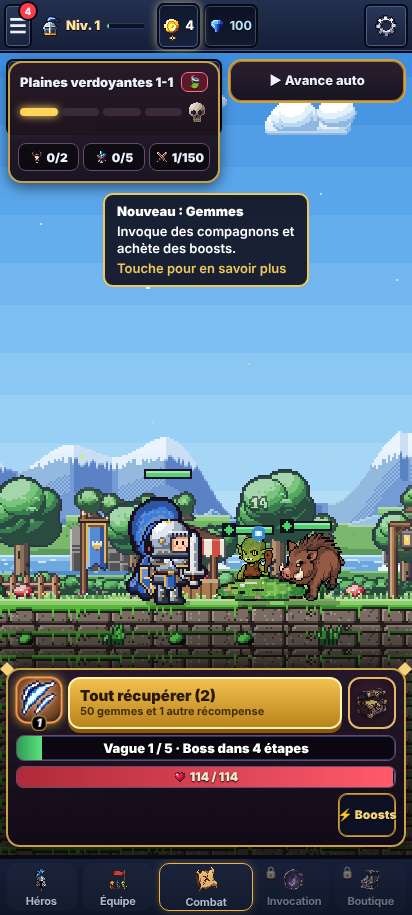 4
Niv. 1
4
100
Plaines verdoyantes 1-1
▶ Avance auto
0/2
0/5
1/150
Nouveau : Gemmes
Invoque des compagnons et
achète des boosts.
Touche pour en savoir plus
14
1
Tout récupérer (2)
50 gemmes et 1 autre récompense
Vague 1 / 5 · Boss dans 4 étapes
114 / 114
⚡ Boosts
Héros
Équipe
Combat
Invocation
Boutique